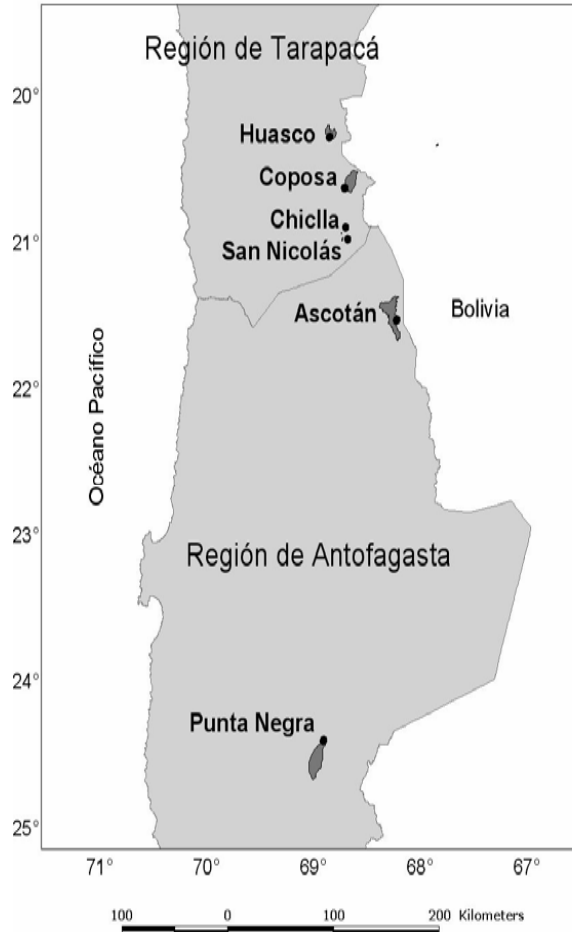 Región de Tarapacá
20°
Huasco
Coposa
Chiclla
21°
San Nicolás
Ascotán
Bolivia
22°
Océano Pacífico
23°
Región de Antofagasta
24°
Punta Negra
25°
71° 70° 69° 68° 67°
100 0 100 200 Kilometers